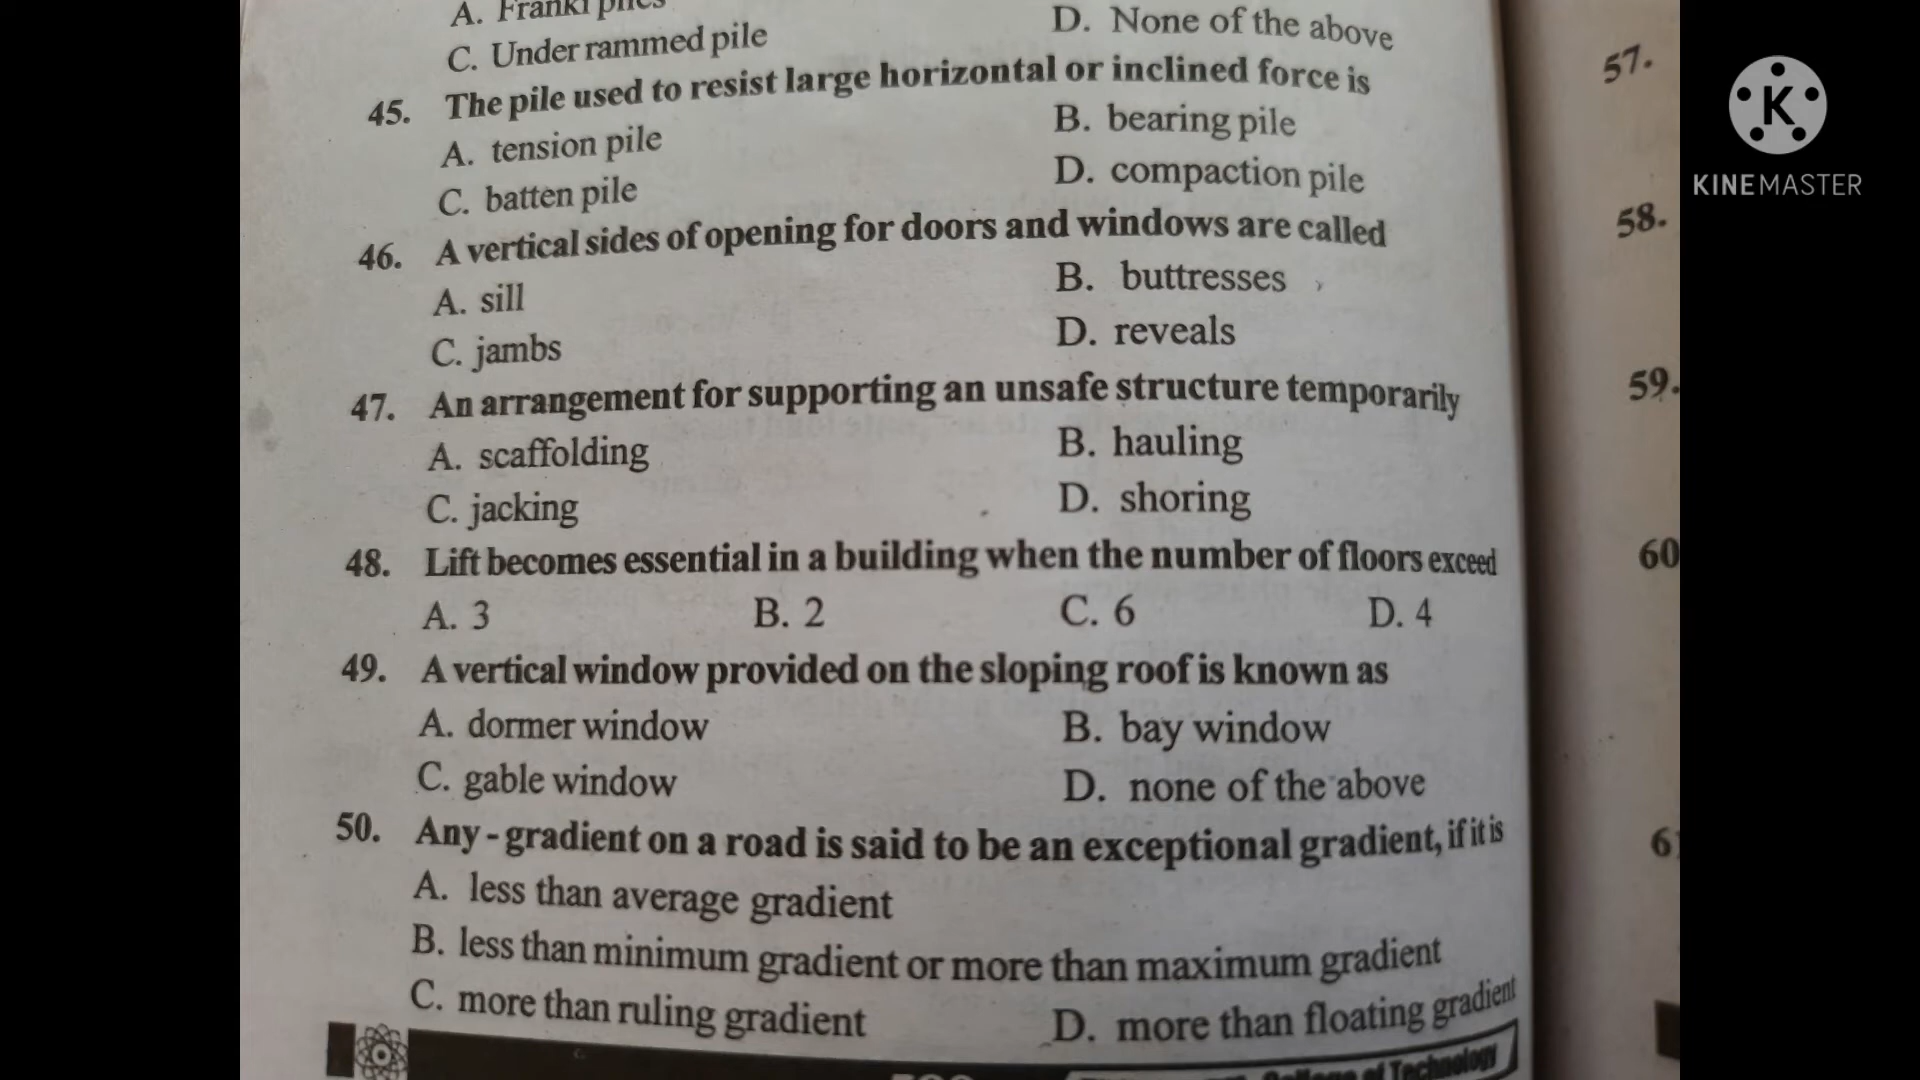 A. Franki piles
C. Under rammed pile D. None of the above
45. The pile used to resist large horizontal or inclined force is
A. tension pile B. bearing pile
C. batten pile D. compaction pile
46. A vertical sides of opening for doors and windows are called
A. sill B. buttresses
C. jambs D. reveals
47. An arrangement for supporting an unsafe structure temporarily
A. scaffolding B. hauling
C. jacking D. shoring
48. Lift becomes essential in a building when the number of floors exceed
A. 3 B. 2 C. 6 D. 4
49. A vertical window provided on the sloping roof is known as
A. dormer window B. bay window
C. gable window D. none of the above
50. Any - gradient on a road is said to be an exceptional gradient, if it is
A. less than average gradient
B. less than minimum gradient or more than maximum gradient
C. more than ruling gradient D. more than floating gradient
College of Technology
57.
58.
59.
60
6
KINEMASTER